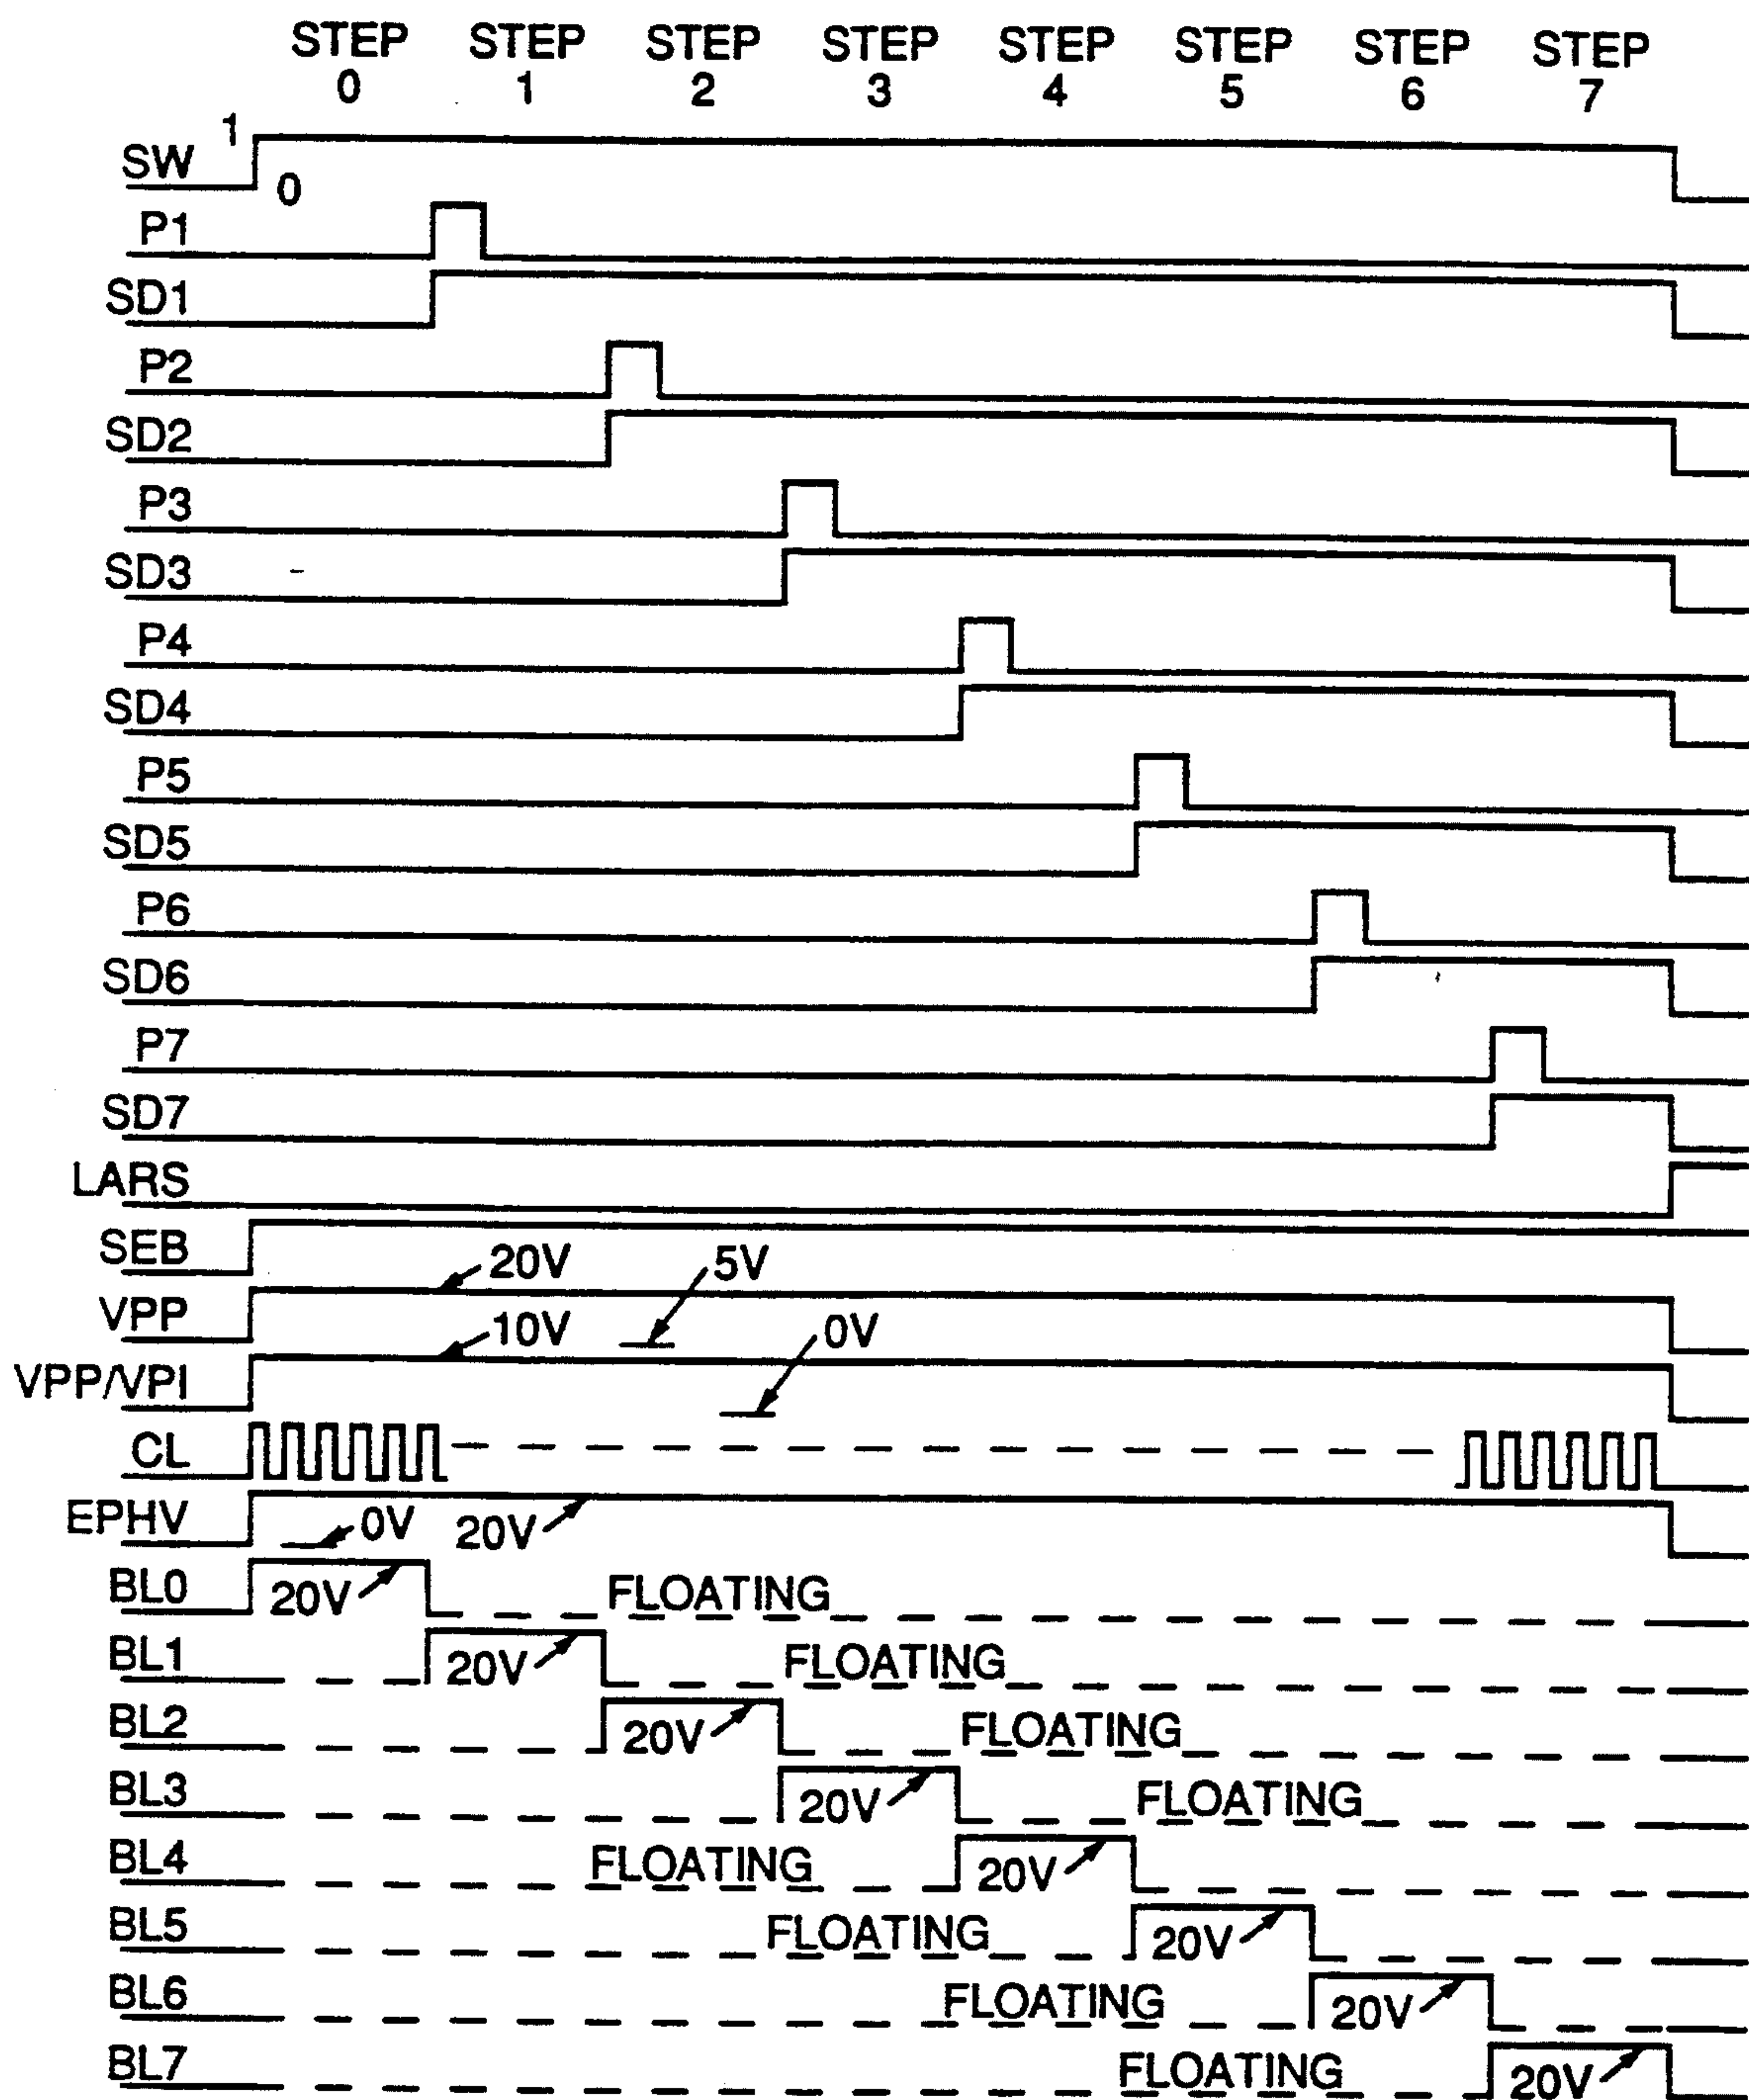 STEP STEP STEP STEP STEP STEP STEP STEP
0 1 2 3 4 5 6 7
1
SW
0
P1
SD1
P2
SD2
P3
SD3
P4
SD4
P5
SD5
P6
SD6
P7
SD7
LARS
SEB
20V 5V
VPP
10V 0V
VPP/VPI
CL
EPHV 0V 20V
BL0 20V FLOATING
BL1 20V FLOATING
BL2 20V FLOATING
BL3 20V FLOATING
BL4 FLOATING 20V
BL5 FLOATING 20V
BL6 FLOATING 20V
BL7 FLOATING 20V